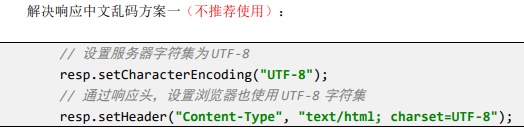 解决响应中文乱码方案一（不推荐使用）：
// 设置服务器字符集为 UTF-8
resp.setCharacterEncoding("UTF-8");
// 通过响应头，设置浏览器也使用 UTF-8 字符集
resp.setHeader("Content-Type", "text/html; charset=UTF-8");